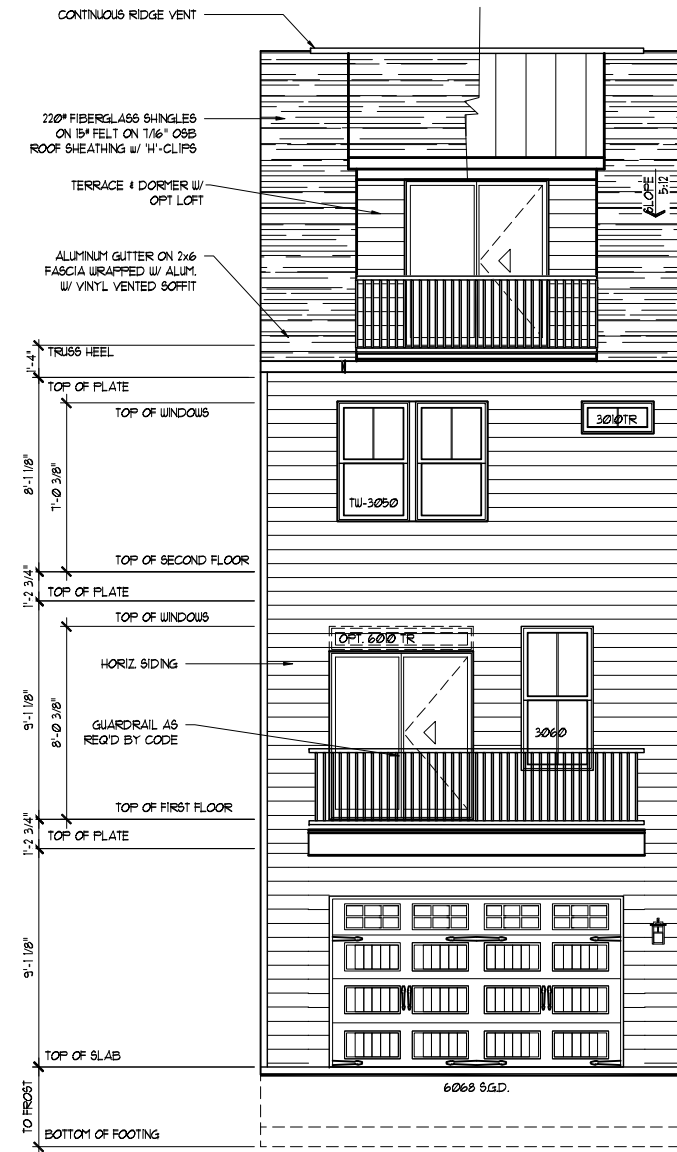 CONTINUOUS RIDGE VENT
220# FIBERGLASS SHINGLES
ON 15# FELT ON 7/16" OSB
ROOF SHEATHING W/ 'H'-CLIPS
TERRACE & DORMER W/
OPT LOFT
SLOPE
5:12
ALUMINUM GUTTER ON 2x6
FASCIA WRAPPED W/ ALUM.
W/ VINYL VENTED SOFFIT
1'-4"
TRUSS HEEL
TOP OF PLATE
TOP OF WINDOWS
3010TR
8'-1 1/8"
7'-0 3/8"
TW-3050
TOP OF SECOND FLOOR
1'-2 3/4"
TOP OF PLATE
TOP OF WINDOWS
OPT. 6010 TR
HORIZ. SIDING
9'-1 1/8"
8'-0 3/8"
GUARDRAIL AS
REQ'D BY CODE
3060
TOP OF FIRST FLOOR
1'-2 3/4"
TOP OF PLATE
9'-1 1/8"
TOP OF SLAB
6068 S.G.D.
TO FROST
BOTTOM OF FOOTING